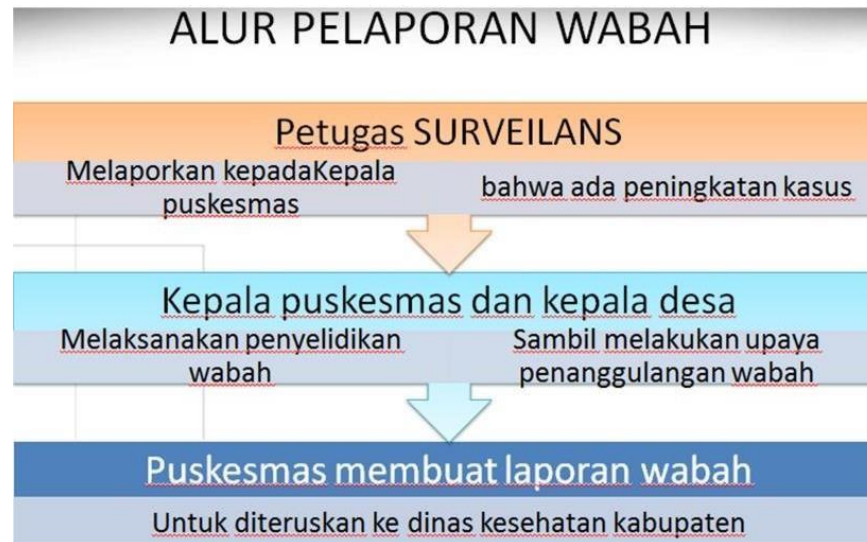 ALUR PELAPORAN WABAH
Petugas SURVEILANS
Melaporkan kepadaKepala
puskesmas
bahwa ada peningkatan kasus
Kepala puskesmas dan kepala desa
Melaksanakan penyelidikan
wabah
Sambil melakukan upaya
penanggulangan wabah
Puskesmas membuat laporan wabah
Untuk diteruskan ke dinas kesehatan kabupaten